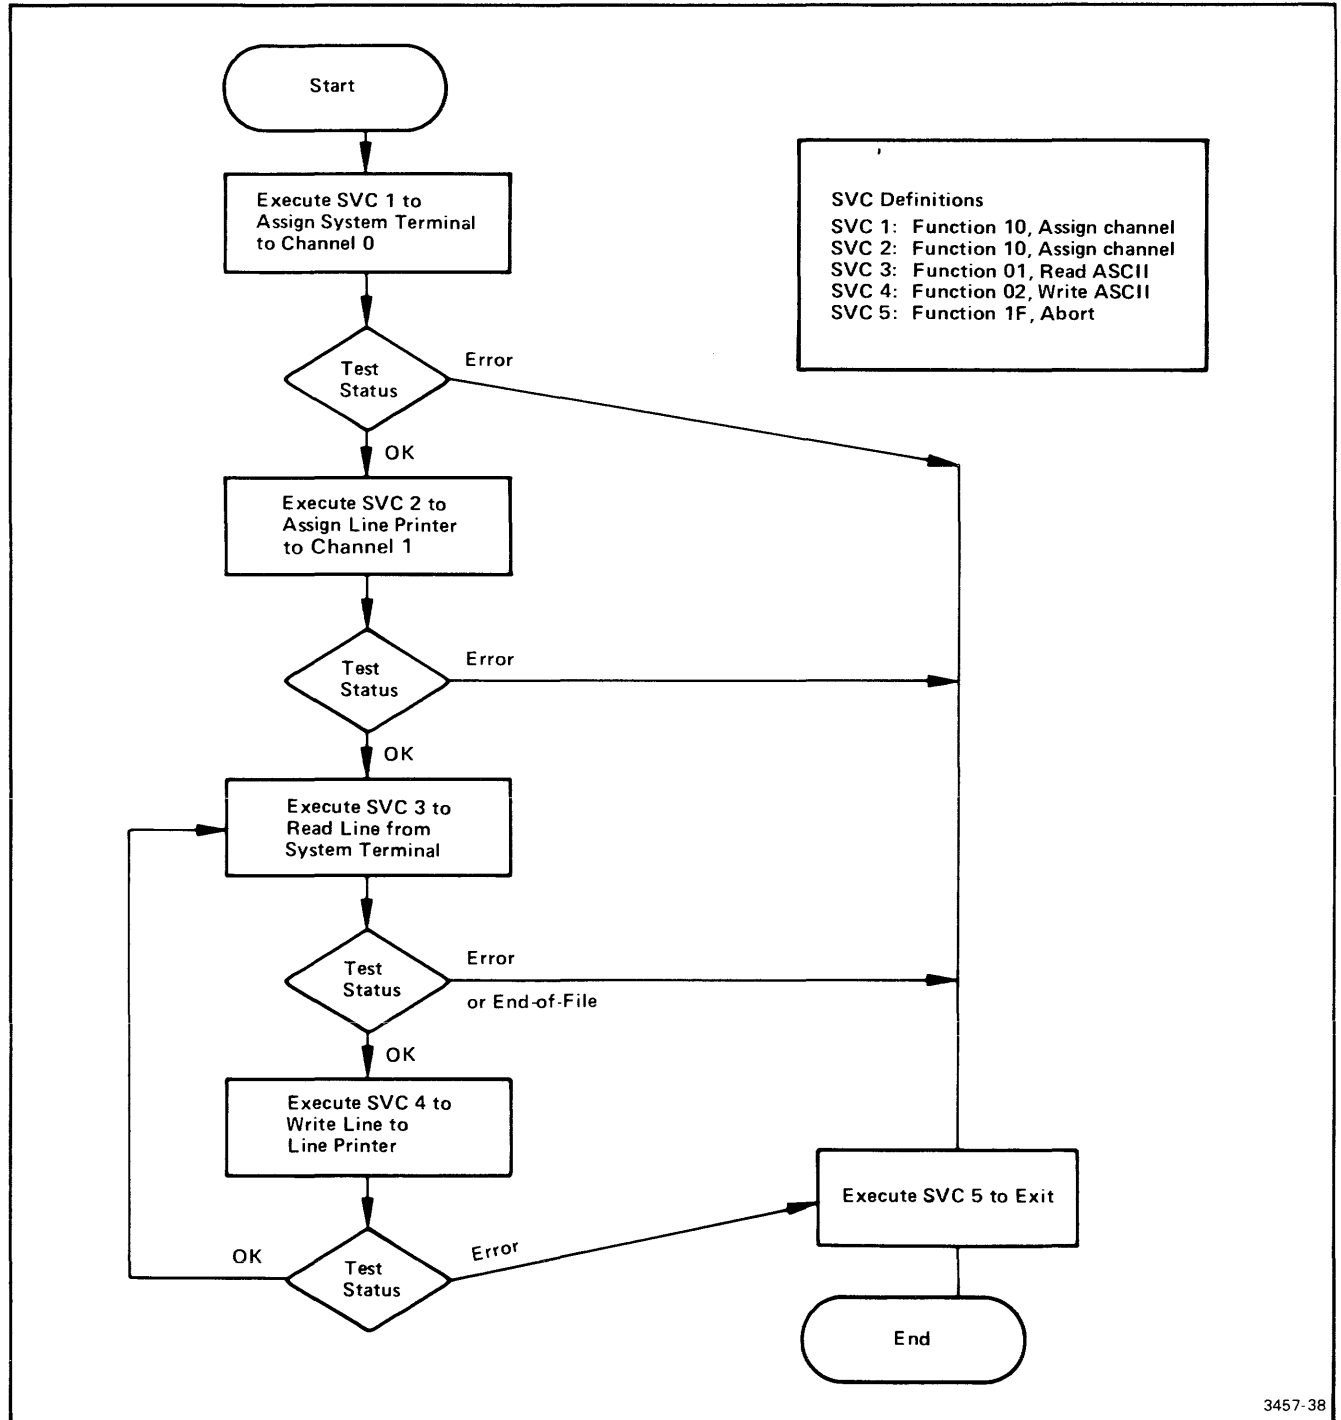 Start
Execute SVC 1 to
Assign System Terminal
to Channel 0
SVC Definitions
SVC 1: Function 10, Assign channel
SVC 2: Function 10, Assign channel
SVC 3: Function 01, Read ASCII
SVC 4: Function 02, Write ASCII
SVC 5: Function 1F, Abort
Test
Status
Error
OK
Execute SVC 2 to
Assign Line Printer
to Channel 1
Test
Status
Error
OK
Execute SVC 3 to
Read Line from
System Terminal
Test
Status
Error
or End-of-File
OK
Execute SVC 4 to
Write Line to
Line Printer
Execute SVC 5 to Exit
OK
Test
Status
Error
End
3457-38